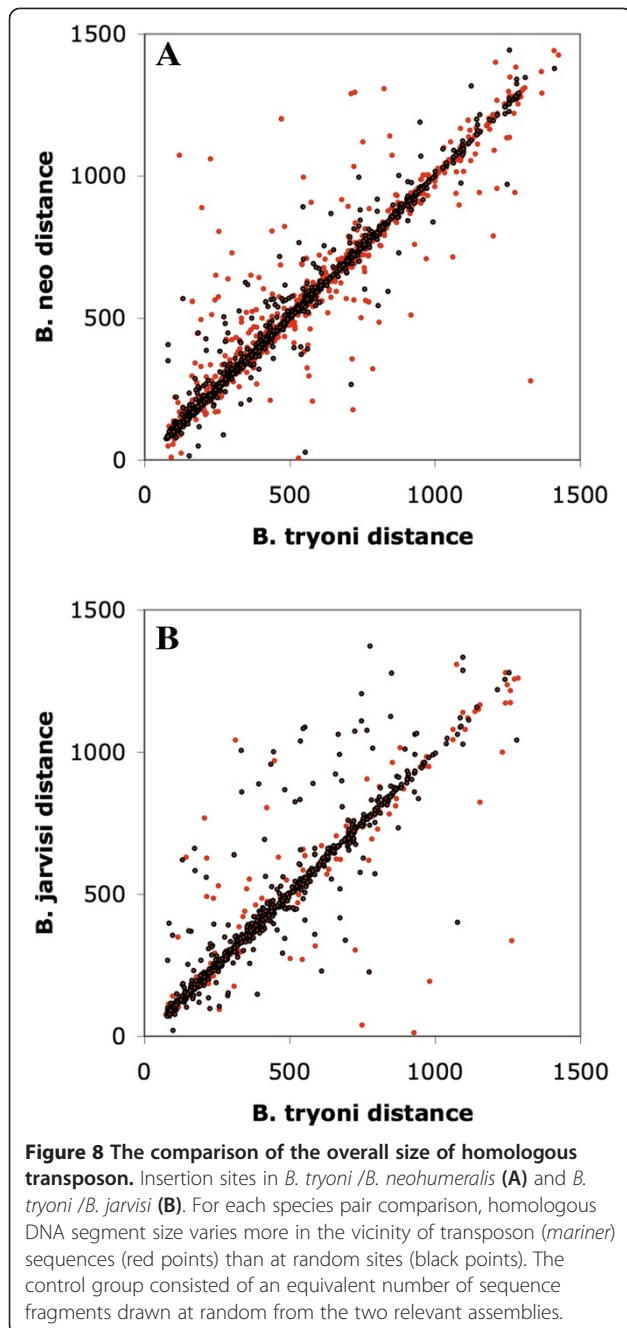 A
1500
1000
500
0
B. neo distance
0 500 1000 1500
B. tryoni distance
B
1500
1000
500
0
B. jarvisi distance
0 500 1000 1500
B. tryoni distance
Figure 8 The comparison of the overall size of homologous
transposon. Insertion sites in B. tryoni /B. neohumeralis (A) and B.
tryoni /B. jarvisi (B). For each species pair comparison, homologous
DNA segment size varies more in the vicinity of transposon (mariner)
sequences (red points) than at random sites (black points). The
control group consisted of an equivalent number of sequence
fragments drawn at random from the two relevant assemblies.